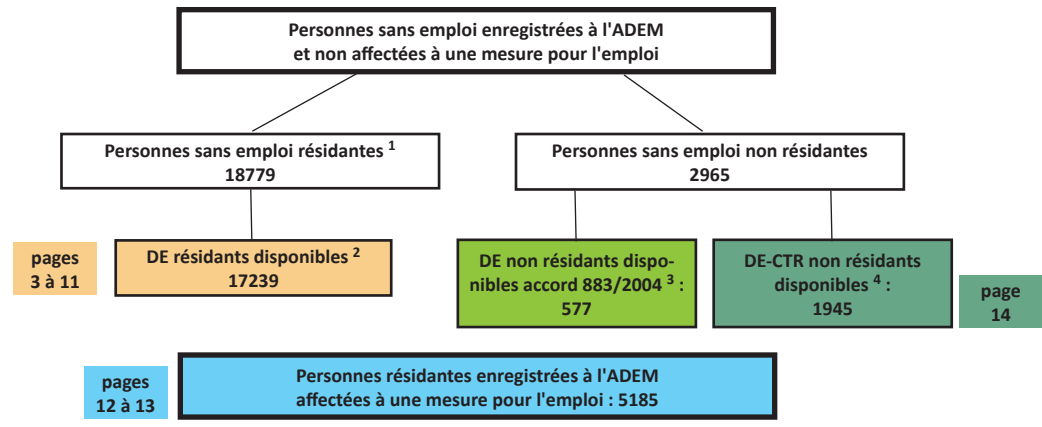 Personnes sans emploi enregistrées à l'ADEM
et non affectées à une mesure pour l'emploi
Personnes sans emploi résidantes ¹
18779
Personnes sans emploi non résidantes
2965
pages
3 à 11
DE résidants disponibles ²
17239
DE non résidants dispo-
nibles accord 883/2004 ³ :
577
DE-CTR non résidants
disponibles ⁴ :
1945
page
14
pages
12 à 13
Personnes résidantes enregistrées à l'ADEM
affectées à une mesure pour l'emploi : 5185